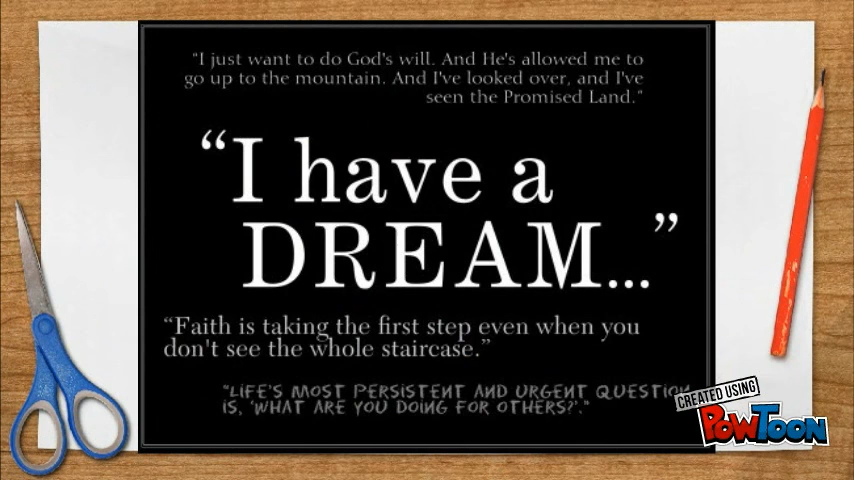 "I just want to do God's will. And He's allowed me to
go up to the mountain. And I've looked over, and I've
seen the Promised Land."
“I have a
DREAM...”
“Faith is taking the first step even when you
don't see the whole staircase.”
"LIFE'S MOST PERSISTENT AND URGENT QUESTION
IS, 'WHAT ARE YOU DOING FOR OTHERS?'."
CREATED USING
POWTOON